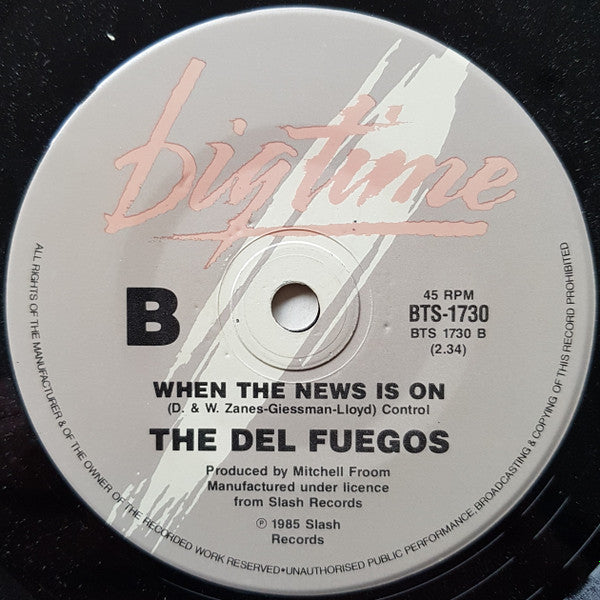 bigtime
B
45 RPM
BTS-1730
BTS 1730 B
(2.34)
WHEN THE NEWS IS ON
(D. & W. Zanes-Giessman-Lloyd) Control
THE DEL FUEGOS
Produced by Mitchell Froom
Manufactured under licence
from Slash Records
℗ 1985 Slash
Records
ALL RIGHTS OF THE MANUFACTURER & OF THE OWNER OF THE RECORDED WORK RESERVED•UNAUTHORISED PUBLIC PERFORMANCE, BROADCASTING & COPYING OF THIS RECORD PROHIBITED